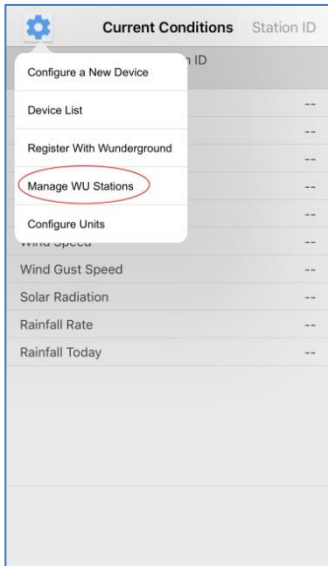 Current Conditions Station ID
n ID
Configure a New Device
Device List
--
Register With Wunderground
--
--
Manage WU Stations
--
--
Configure Units
--
Wind Speed --
Wind Gust Speed --
Solar Radiation --
Rainfall Rate --
Rainfall Today --